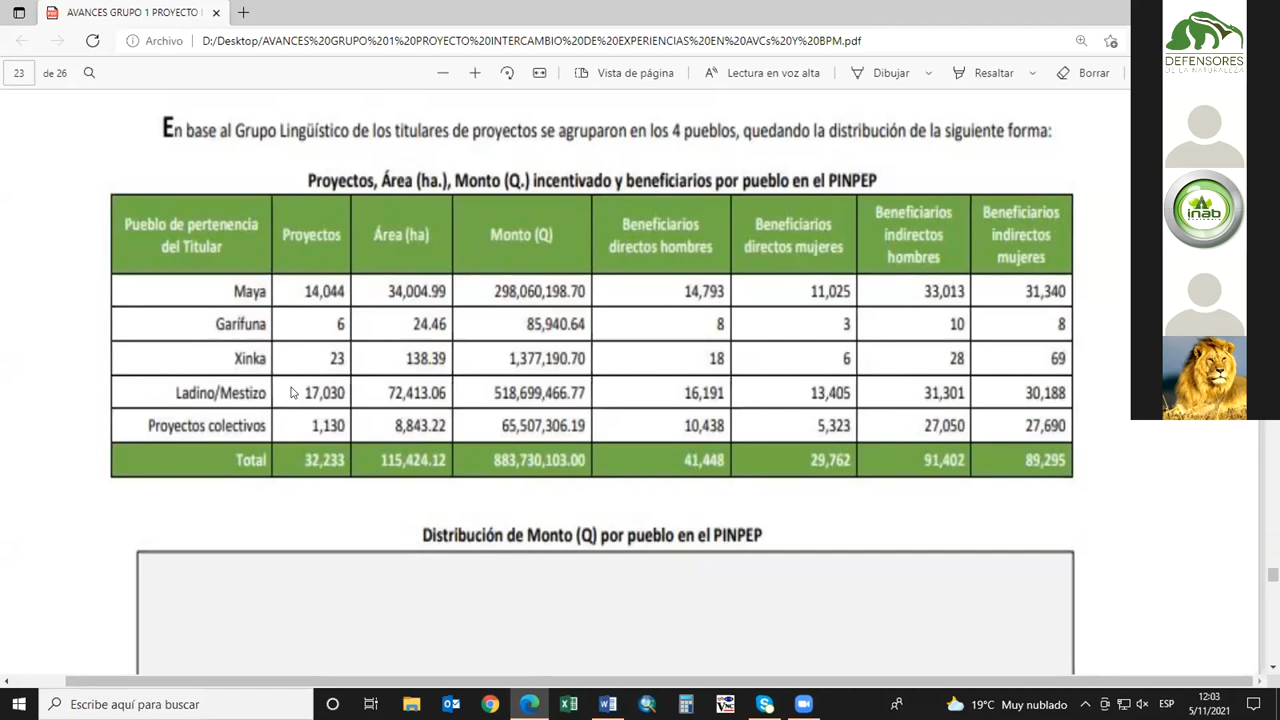 AVANCES GRUPO 1 PROYECTO I
Archivo D:/Desktop/AVANCES%20GRUPO%201%20PROYECTO%20INTERCAMBIO%20DE%20EXPERIENCIAS%20EN%20AVCs%20Y%20BPM.pdf
23 de 26 Vista de página Lectura en voz alta Dibujar Resaltar Borrar
En base al Grupo Lingüístico de los titulares de proyectos se agruparon en los 4 pueblos, quedando la distribución de la siguiente forma:
Proyectos, Área (ha.), Monto (Q.) incentivado y beneficiarios por pueblo en el PINPEP
Pueblo de pertenencia del Titular Proyectos Área (ha) Monto (Q) Beneficiarios directos hombres Beneficiarios directos mujeres Beneficiarios indirectos hombres Beneficiarios indirectos mujeres
Maya 14,044 34,004.99 298,060,198.70 14,793 11,025 33,013 31,340
Garífuna 6 24.46 85,940.64 8 3 10 8
Xinka 23 138.39 1,377,190.70 18 6 28 69
Ladino/Mestizo 17,030 72,413.06 518,699,466.77 16,191 13,405 31,301 30,188
Proyectos colectivos 1,130 8,843.22 65,507,306.19 10,438 5,323 27,050 27,690
Total 32,233 115,424.12 883,730,103.00 41,448 29,762 91,402 89,295
Distribución de Monto (Q) por pueblo en el PINPEP
DEFENSORES
DE LA NATURALEZA
inab
Escribe aquí para buscar
19°C Muy nublado
ESP
12:03
5/11/2021